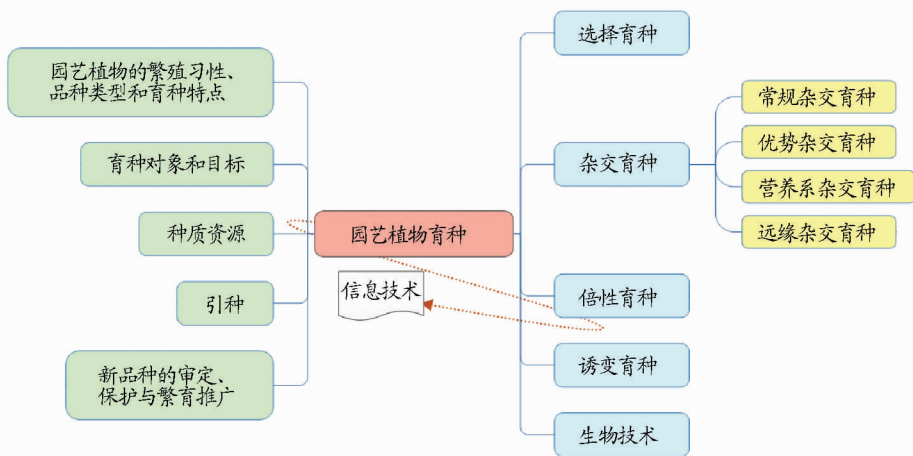 园艺植物的繁殖习性、
品种类型和育种特点
育种对象和目标
种质资源
引种
新品种的审定、
保护与繁育推广
园艺植物育种
信息技术
选择育种
杂交育种
倍性育种
诱变育种
生物技术
常规杂交育种
优势杂交育种
营养系杂交育种
远缘杂交育种